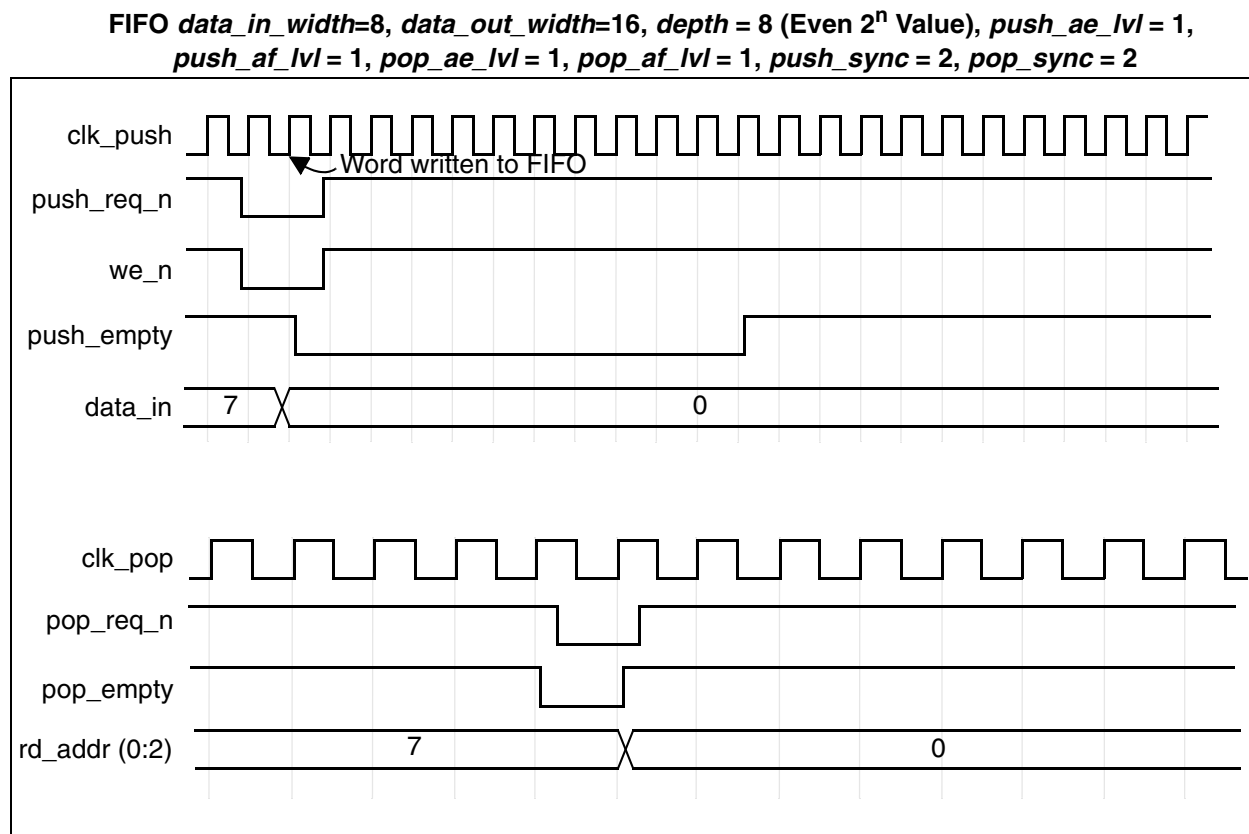 FIFO data_in_width=8, data_out_width=16, depth = 8 (Even 2ⁿ Value), push_ae_lvl = 1,
push_af_lvl = 1, pop_ae_lvl = 1, pop_af_lvl = 1, push_sync = 2, pop_sync = 2
clk_push
Word written to FIFO
push_req_n
we_n
push_empty
data_in 7 0
clk_pop
pop_req_n
pop_empty
rd_addr (0:2) 7 0